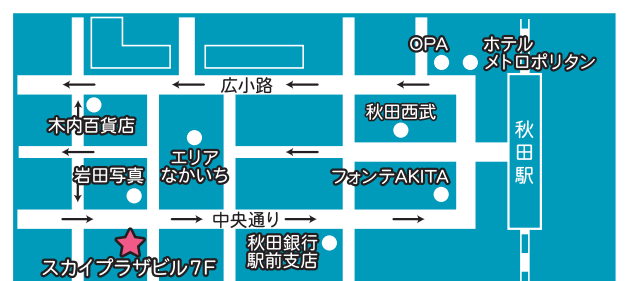 OPA
ホテル
メトロポリタン
広小路
木内百貨店
秋田西武
エリア
なかいち
秋田駅
岩田写真
フォンテAKITA
中央通り
秋田銀行
駅前支店
スカイプラザビル7F